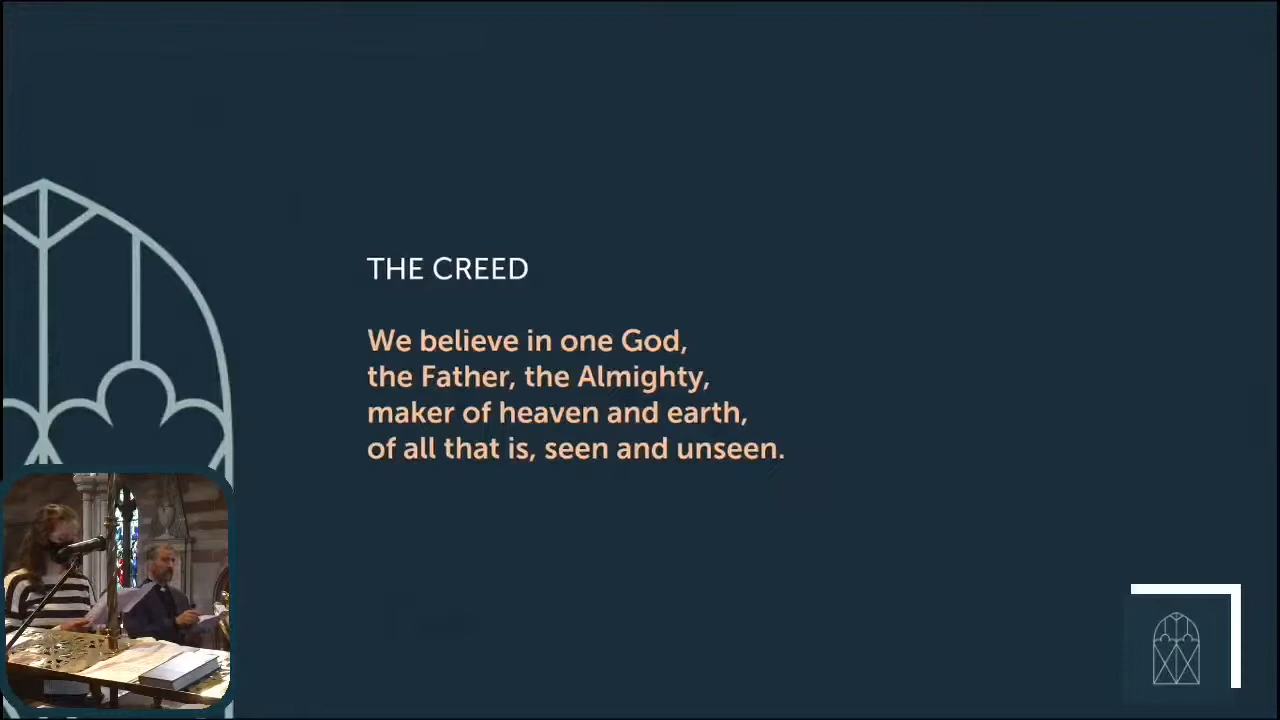 THE CREED
We believe in one God,
the Father, the Almighty,
maker of heaven and earth,
of all that is, seen and unseen.